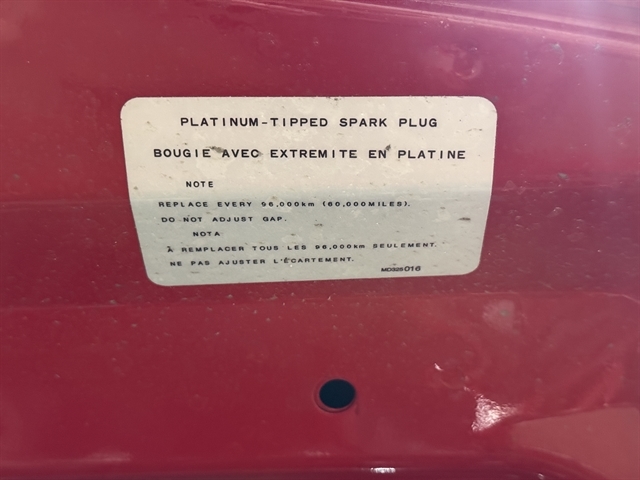 PLATINUM-TIPPED SPARK PLUG
BOUGIE AVEC EXTREMITE EN PLATINE
NOTE
REPLACE EVERY 96,000km (60,000MILES).
DO NOT ADJUST GAP.
NOTA
À REMPLACER TOUS LES 96,000km SEULEMENT.
NE PAS AJUSTER L'ÉCARTEMENT.
MD325016